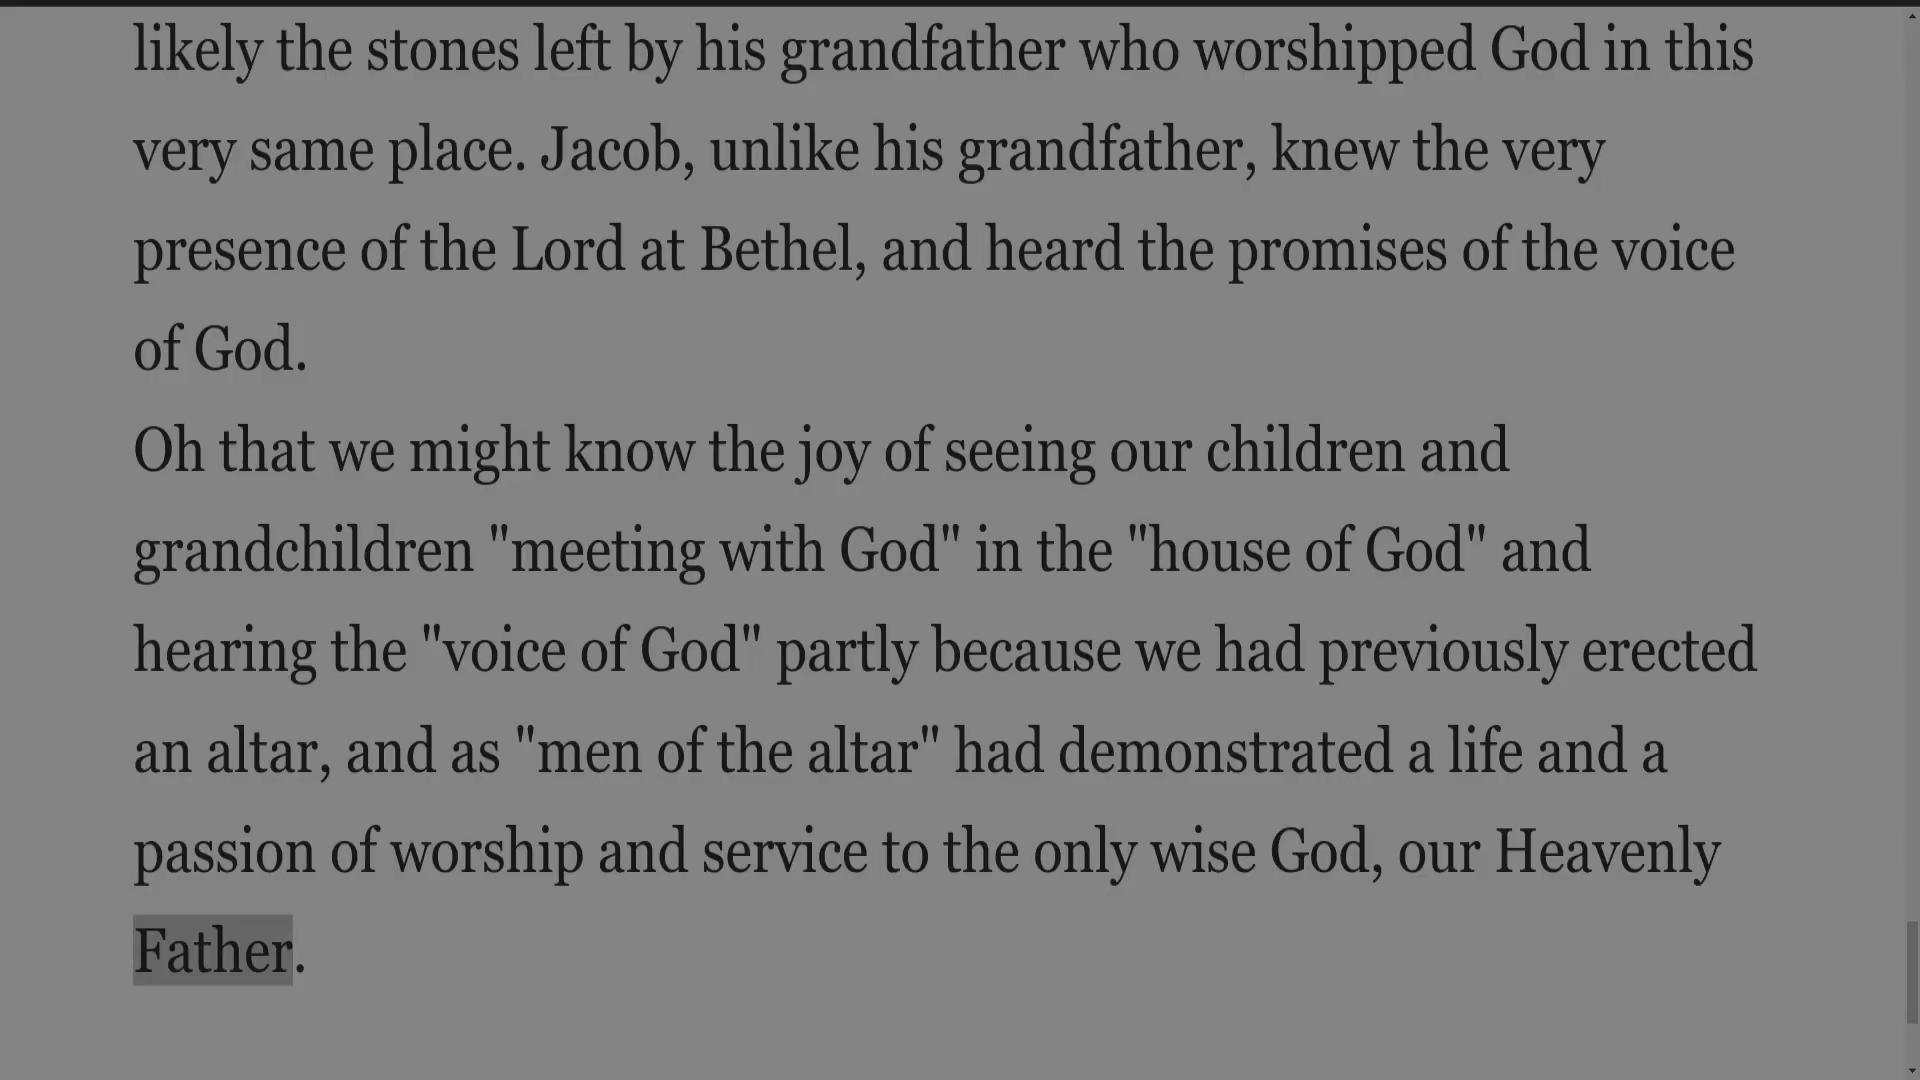 likely the stones left by his grandfather who worshipped God in this
very same place. Jacob, unlike his grandfather, knew the very
presence of the Lord at Bethel, and heard the promises of the voice
of God.
Oh that we might know the joy of seeing our children and
grandchildren "meeting with God" in the "house of God" and
hearing the "voice of God" partly because we had previously erected
an altar, and as "men of the altar" had demonstrated a life and a
passion of worship and service to the only wise God, our Heavenly
Father.